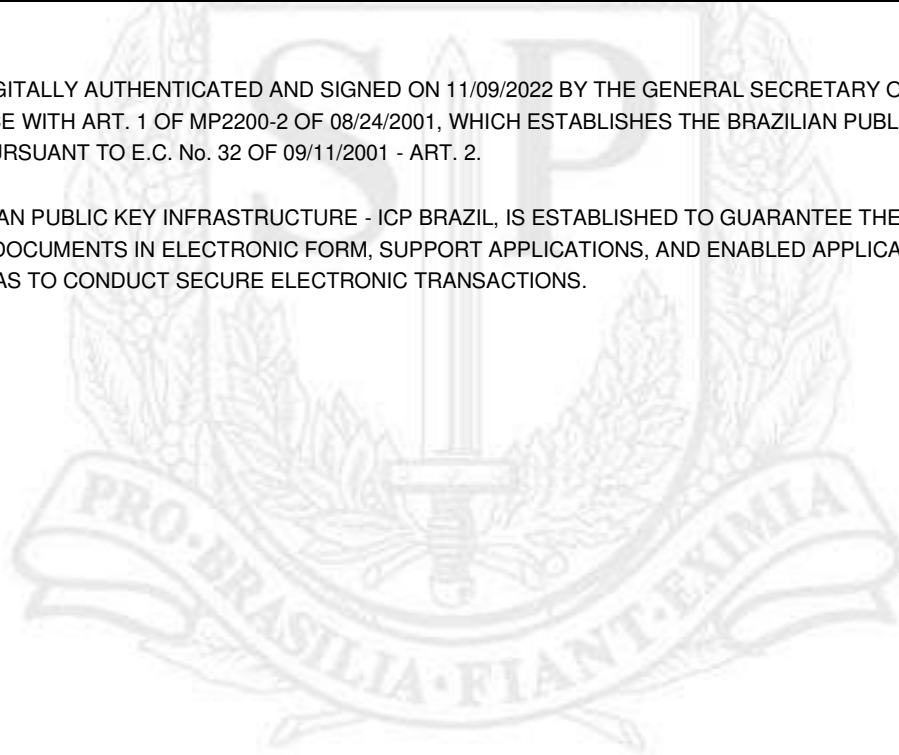 GITALLY AUTHENTICATED AND SIGNED ON 11/09/2022 BY THE GENERAL SECRETARY O
E WITH ART. 1 OF MP2200-2 OF 08/24/2001, WHICH ESTABLISHES THE BRAZILIAN PUBL
RSUANT TO E.C. No. 32 OF 09/11/2001 - ART. 2.
AN PUBLIC KEY INFRASTRUCTURE - ICP BRAZIL, IS ESTABLISHED TO GUARANTEE THE
DOCUMENTS IN ELECTRONIC FORM, SUPPORT APPLICATIONS, AND ENABLED APPLICA
AS TO CONDUCT SECURE ELECTRONIC TRANSACTIONS.
SP
PRO·BRASILIA·FIANT·EXIMIA